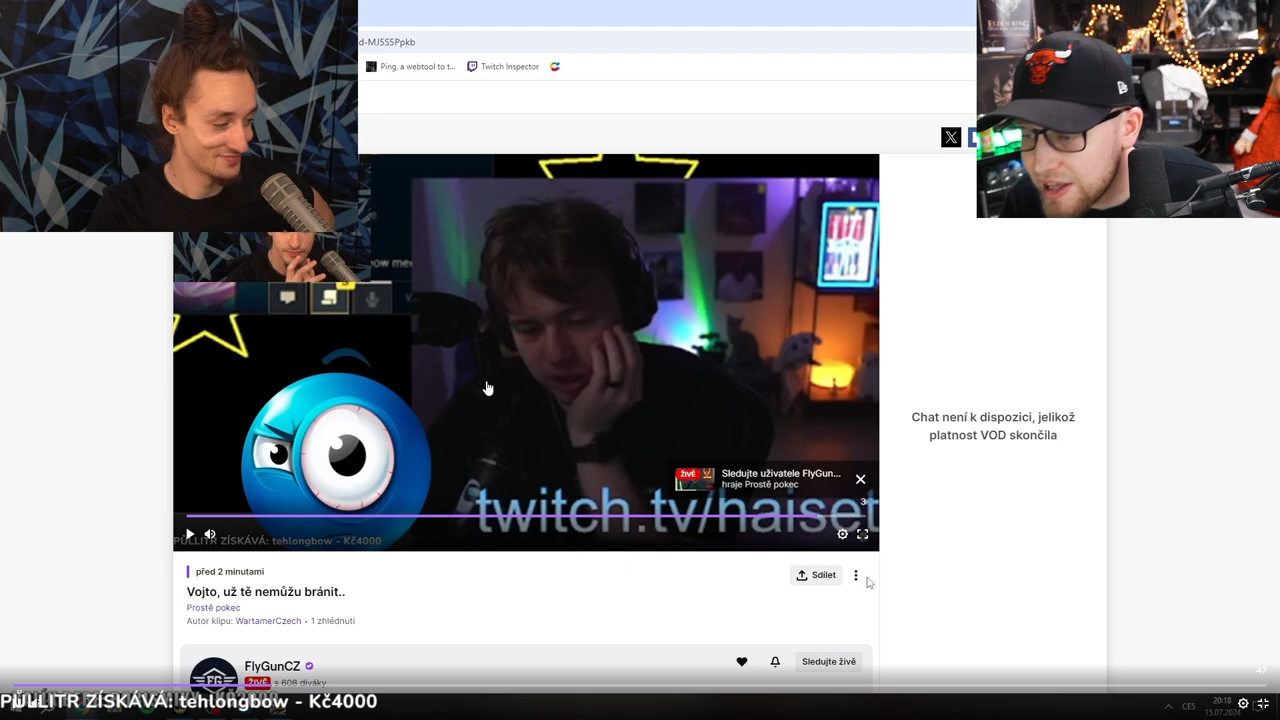 d-MJ5S5Ppkb
Ping, a webtool to t...
Twitch Inspector
Chat není k dispozici, jelikož
platnost VOD skončila
ŽIVĚ
Sledujte uživatele FlyGun...
hraje Prostě pokec
twitch.tv/haiset
PŮLLITR ZÍSKÁVÁ: tehlongbow - Kč4000
před 2 minutami
Sdílet
Vojto, už tě nemůžu bránit..
Prostě pokec
Autor klipu: WartamerCzech • 1 zhlédnutí
FlyGunCZ
Sledujte živě
ŽIVĚ
s 608 diváky
47
PŮLLITR ZÍSKÁVÁ: tehlongbow - Kč4000
CES
20:18
15.07.2024